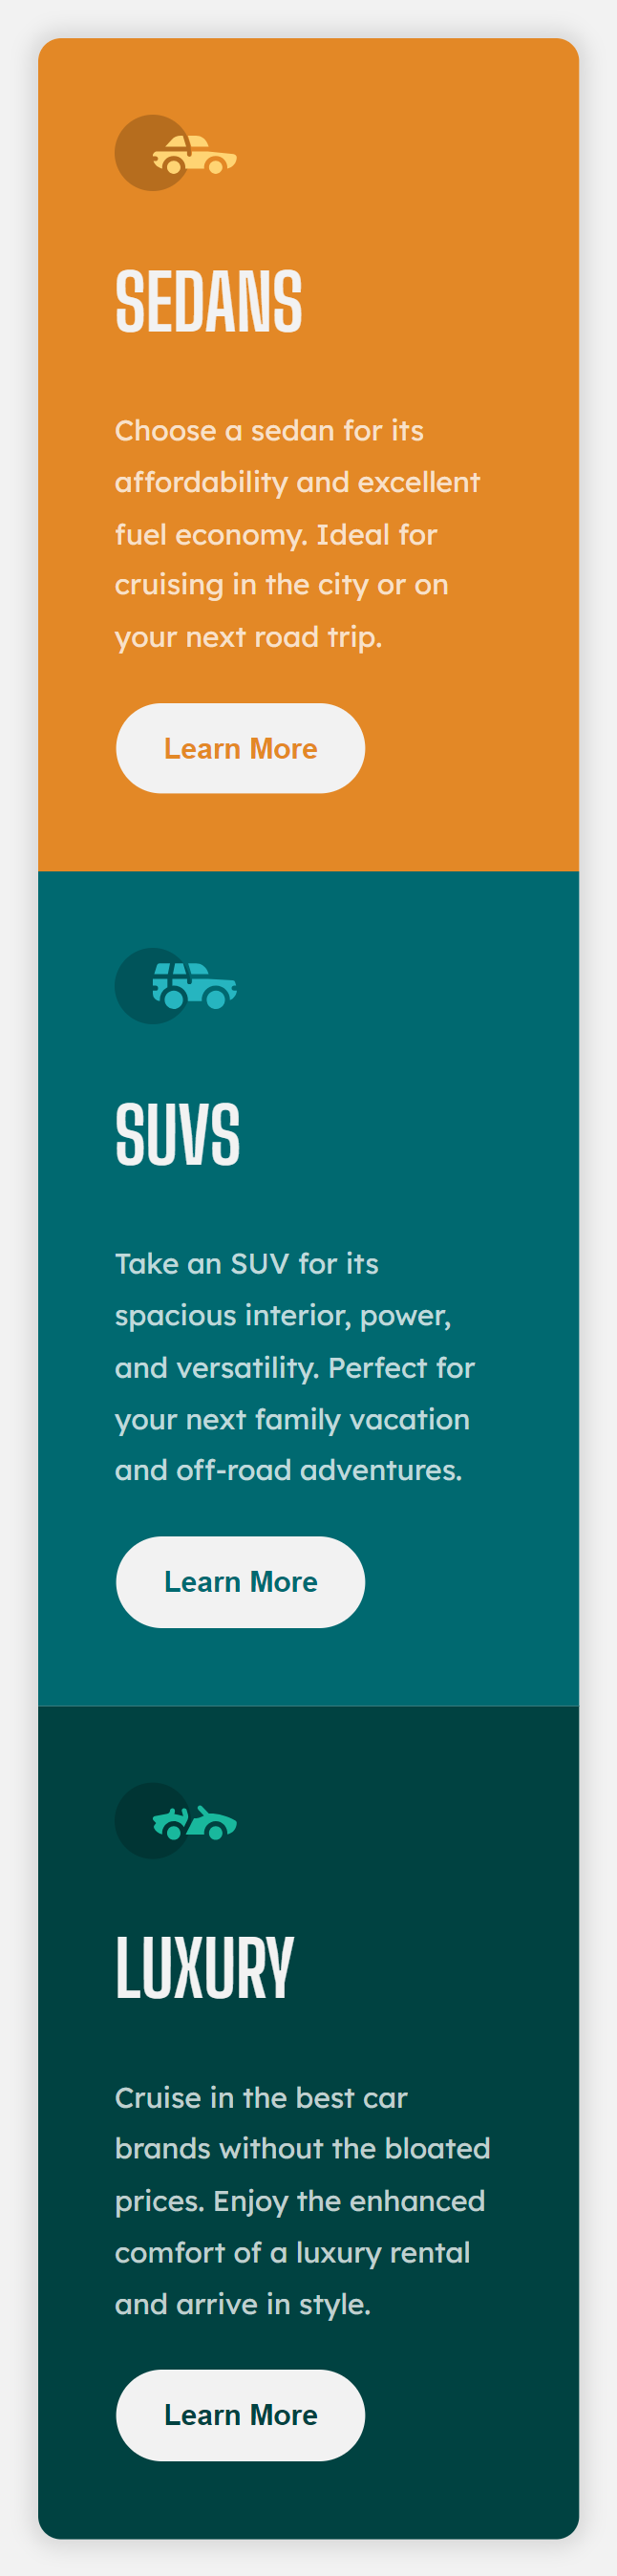 SEDANS
Choose a sedan for its
affordability and excellent
fuel economy. Ideal for
cruising in the city or on
your next road trip.
Learn More
SUVS
Take an SUV for its
spacious interior, power,
and versatility. Perfect for
your next family vacation
and off-road adventures.
Learn More
LUXURY
Cruise in the best car
brands without the bloated
prices. Enjoy the enhanced
comfort of a luxury rental
and arrive in style.
Learn More